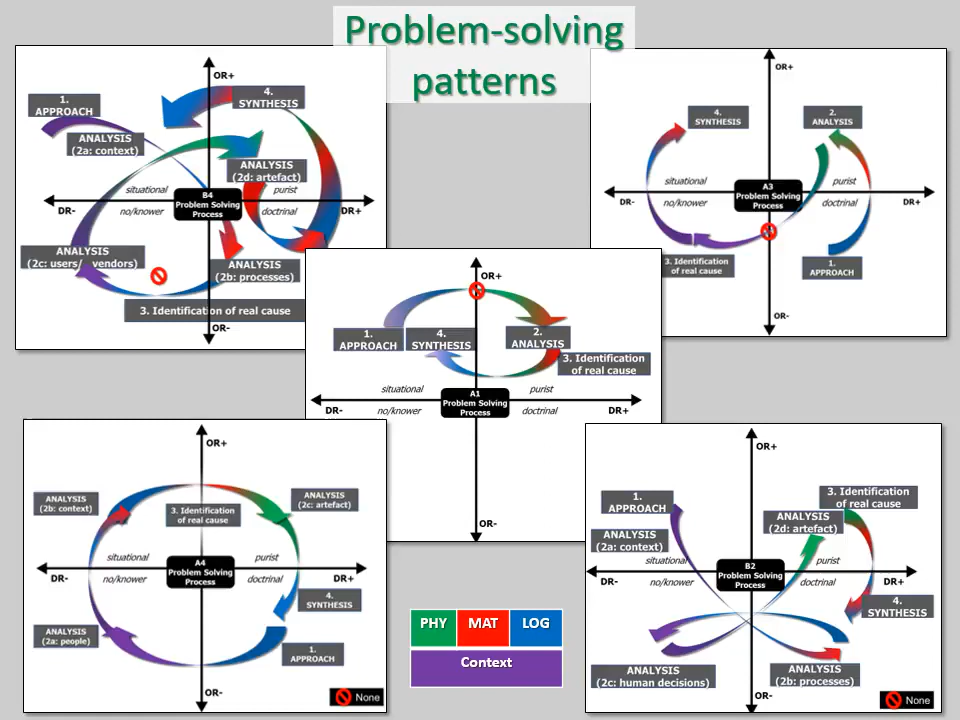 Problem-solving
patterns
OR+
1.
APPROACH
4.
SYNTHESIS
ANALYSIS
(2a: context)
ANALYSIS
(2d: artefact)
situational
purist
B4
Problem Solving
Process
DR-
no/knower
doctrinal
DR+
ANALYSIS
(2c: users/ vendors)
ANALYSIS
(2b: processes)
3. Identification of real cause
OR-
OR+
4.
SYNTHESIS
2.
ANALYSIS
situational
purist
A3
Problem Solving
Process
DR-
no/knower
doctrinal
DR+
3. Identification
of real cause
1.
APPROACH
OR-
OR+
1.
APPROACH
4.
SYNTHESIS
2.
ANALYSIS
3. Identification
of real cause
situational
purist
A1
Problem Solving
Process
DR-
no/knower
doctrinal
DR+
OR-
OR+
ANALYSIS
(2b: context)
3. Identification
of real cause
ANALYSIS
(2c: artefact)
situational
purist
A4
Problem Solving
Process
DR-
no/knower
doctrinal
DR+
4.
SYNTHESIS
ANALYSIS
(2a: people)
1.
APPROACH
OR-
None
OR+
1.
APPROACH
3. Identification
of real cause
ANALYSIS
(2d: artefact)
ANALYSIS
(2a: context)
situational
purist
B2
Problem Solving
Process
DR-
no/knower
doctrinal
DR+
4.
SYNTHESIS
ANALYSIS
(2c: human decisions)
ANALYSIS
(2b: processes)
OR-
None
PHY MAT LOG
Context